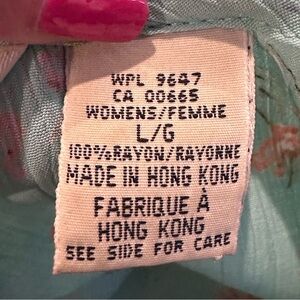 WPL 9647
CA 00665
WOMENS/FEMME
L/G
100%RAYON/RAYONNE
MADE IN HONG KONG
FABRIQUE À
HONG KONG
SEE SIDE FOR CARE